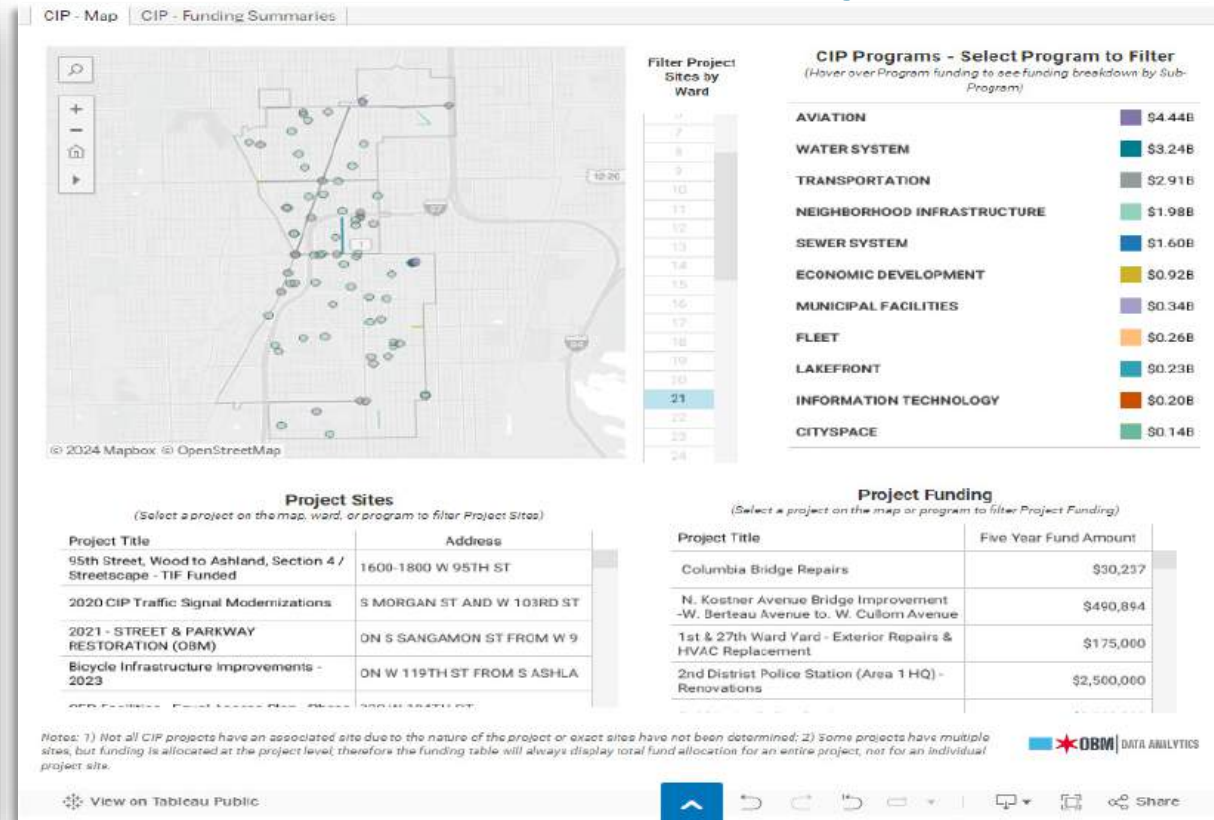 CIP - Map
CIP - Funding Summaries
Filter Project
Sites by
Ward
7
8
9
10
11
12
13
14
15
16
17
18
19
20
21
22
23
24
© 2024 Mapbox © OpenStreetMap
CIP Programs - Select Program to Filter
(Hover over Program funding to see funding breakdown by Sub-
Program)
AVIATION $4.44B
WATER SYSTEM $3.24B
TRANSPORTATION $2.91B
NEIGHBORHOOD INFRASTRUCTURE $1.98B
SEWER SYSTEM $1.60B
ECONOMIC DEVELOPMENT $0.92B
MUNICIPAL FACILITIES $0.34B
FLEET $0.26B
LAKEFRONT $0.23B
INFORMATION TECHNOLOGY $0.20B
CITYSPACE $0.14B
Project Sites
(Select a project on the map, ward, or program to filter Project Sites)
Project Title Address
95th Street, Wood to Ashland, Section 4 /
Streetscape - TIF Funded
1600-1800 W 95TH ST
2020 CIP Traffic Signal Modernizations S MORGAN ST AND W 103RD ST
2021 - STREET & PARKWAY
RESTORATION (OBM)
ON S SANGAMON ST FROM W 9
Bicycle Infrastructure Improvements -
2023
ON W 119TH ST FROM S ASHLA
Project Funding
(Select a project on the map or program to filter Project Funding)
Project Title Five Year Fund Amount
Columbia Bridge Repairs $30,237
N. Kostner Avenue Bridge Improvement
-W. Berteau Avenue to. W. Cullom Avenue
$490,894
1st & 27th Ward Yard - Exterior Repairs &
HVAC Replacement
$175,000
2nd District Police Station (Area 1 HQ) -
Renovations
$2,500,000
Notes: 1) Not all CIP projects have an associated site due to the nature of the project or exact sites have not been determined; 2) Some projects have multiple
sites, but funding is allocated at the project level; therefore the funding table will always display total fund allocation for an entire project, not for an individual
project site.
OBM DATA ANALYTICS
View on Tableau Public
Share